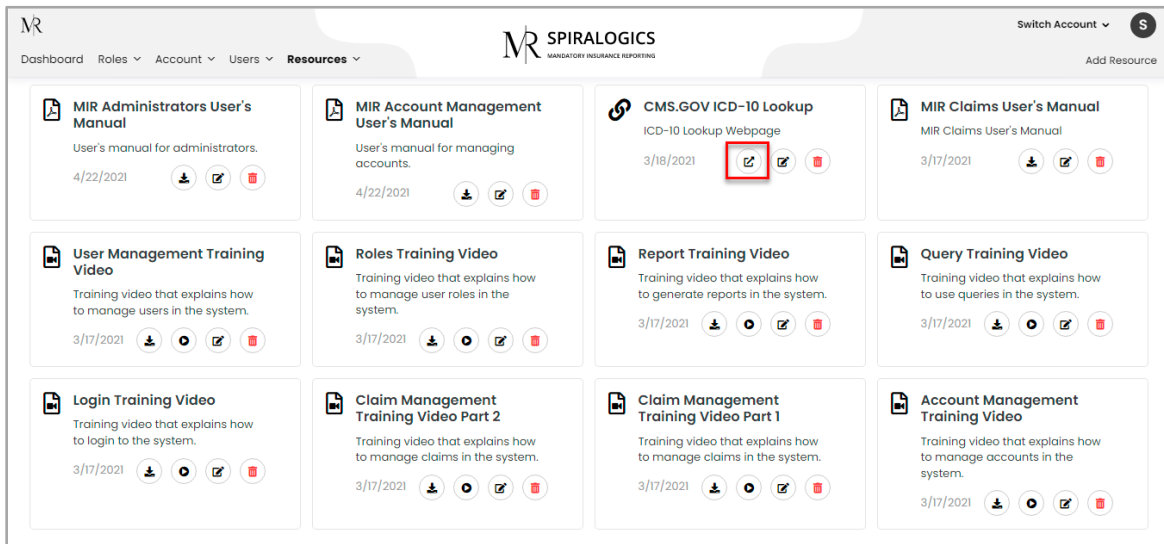 MR
Switch Account
S
MR SPIRALOGICS
MANDATORY INSURANCE REPORTING
Dashboard Roles Account Users Resources
Add Resource
MIR Administrators User's
Manual
User's manual for administrators.
4/22/2021
MIR Account Management
User's Manual
User's manual for managing
accounts.
4/22/2021
CMS.GOV ICD-10 Lookup
ICD-10 Lookup Webpage
3/18/2021
MIR Claims User's Manual
MIR Claims User's Manual
3/17/2021
User Management Training
Video
Training video that explains how
to manage users in the system.
3/17/2021
Roles Training Video
Training video that explains how
to manage user roles in the
system.
3/17/2021
Report Training Video
Training video that explains how
to generate reports in the system.
3/17/2021
Query Training Video
Training video that explains how
to use queries in the system.
3/17/2021
Login Training Video
Training video that explains how
to login to the system.
3/17/2021
Claim Management
Training Video Part 2
Training video that explains how
to manage claims in the system.
3/17/2021
Claim Management
Training Video Part 1
Training video that explains how
to manage claims in the system.
3/17/2021
Account Management
Training Video
Training video that explains how
to manage accounts in the
system.
3/17/2021